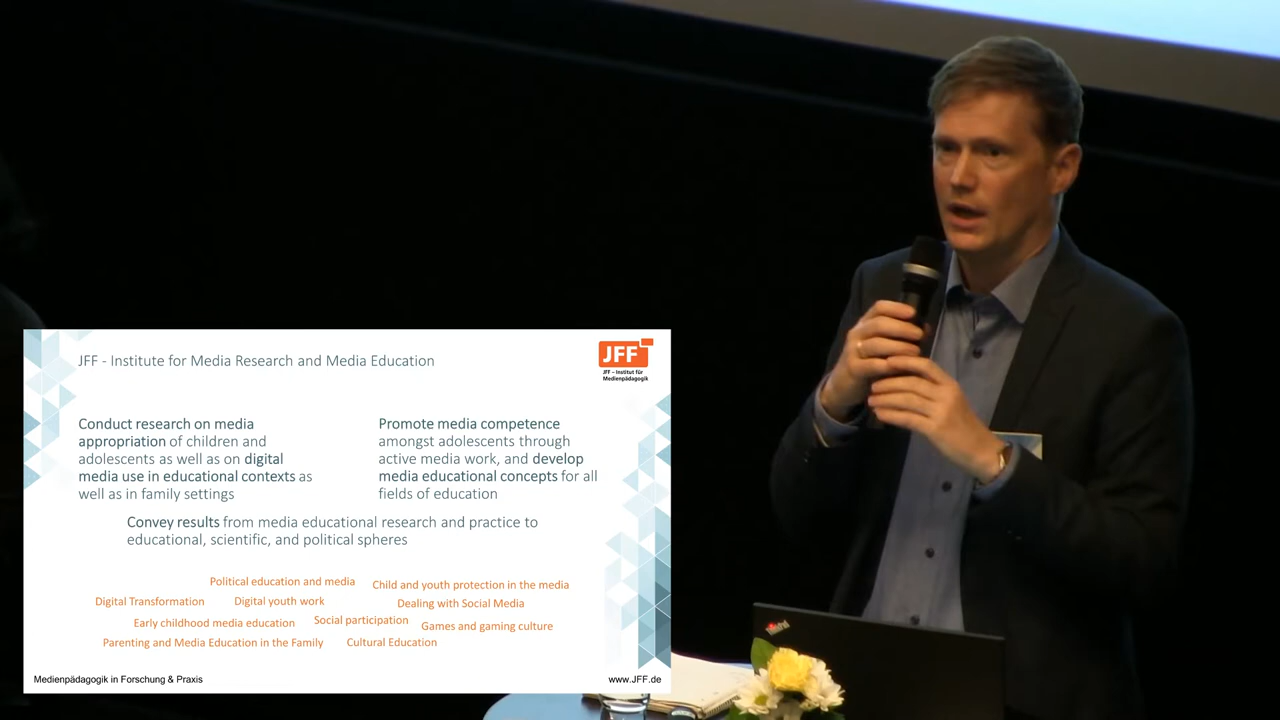 JFF - Institute for Media Research and Media Education
JFF
JFF – Institut für
Medienpädagogik
Conduct research on media
appropriation of children and
adolescents as well as on digital
media use in educational contexts as
well as in family settings
Promote media competence
amongst adolescents through
active media work, and develop
media educational concepts for all
fields of education
Convey results from media educational research and practice to
educational, scientific, and political spheres
Political education and media
Child and youth protection in the media
Digital Transformation
Digital youth work
Dealing with Social Media
Early childhood media education
Social participation
Games and gaming culture
Parenting and Media Education in the Family
Cultural Education
Medienpädagogik in Forschung & Praxis
www.JFF.de